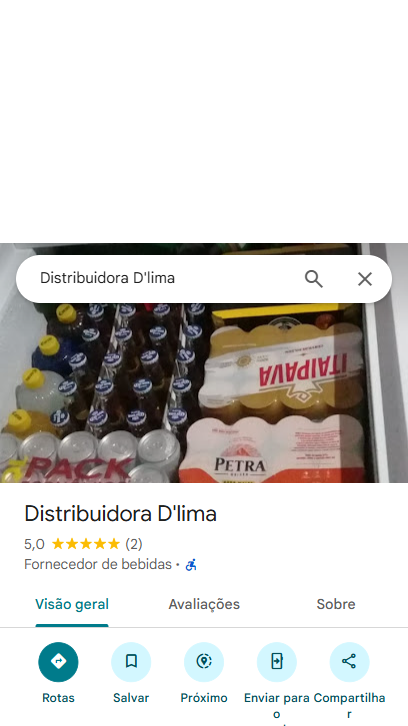 Distribuidora D'lima
ITAIPAVA
PACK
PETRA
Distribuidora D'lima
5,0 (2)
Fornecedor de bebidas ·
Visão geral Avaliações Sobre
Rotas Salvar Próximo Enviar para o Compartilhar